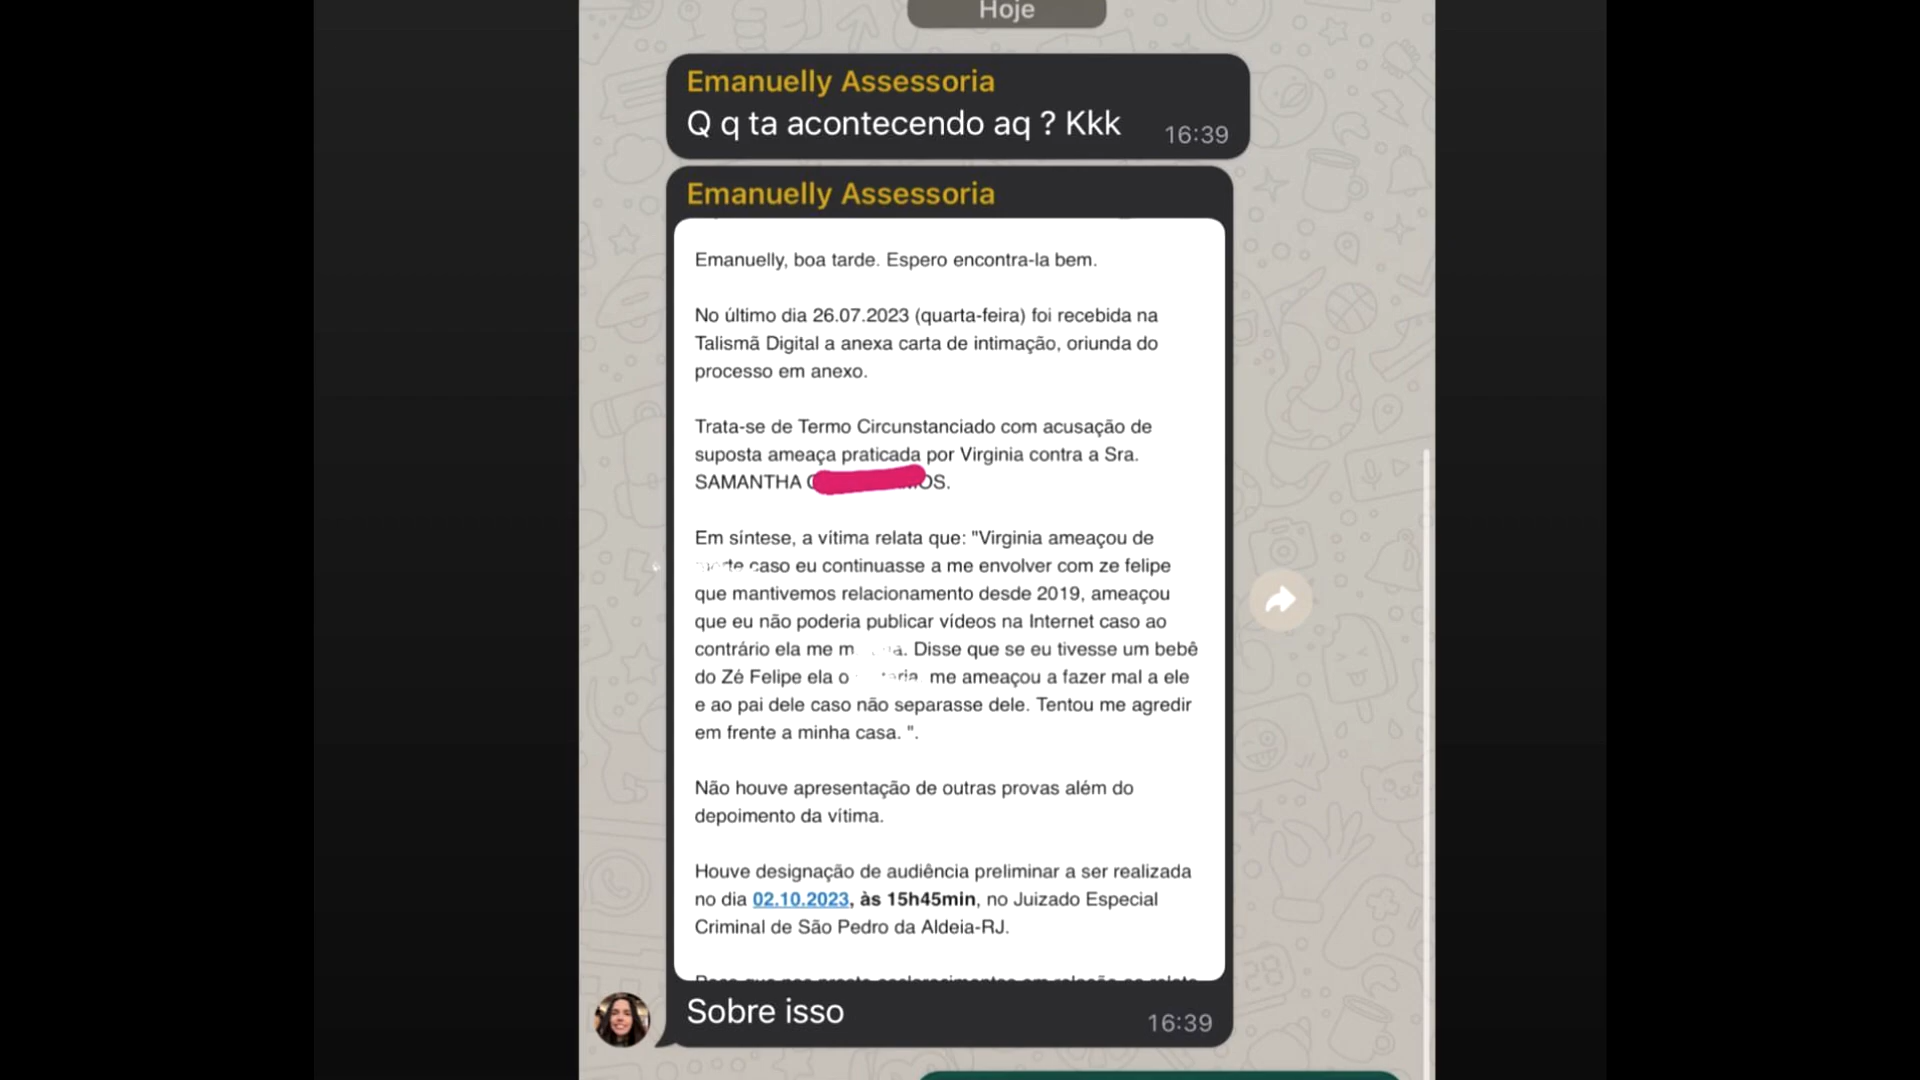 Hoje
Emanuelly Assessoria
Q q ta acontecendo aq ? Kkk
16:39
Emanuelly Assessoria
Emanuelly, boa tarde. Espero encontra-la bem.
No último dia 26.07.2023 (quarta-feira) foi recebida na
Talismã Digital a anexa carta de intimação, oriunda do
processo em anexo.
Trata-se de Termo Circunstanciado com acusação de
suposta ameaça praticada por Virginia contra a Sra.
SAMANTHA
Em síntese, a vítima relata que: "Virginia ameaçou de
caso eu continuasse a me envolver com ze felipe
que mantivemos relacionamento desde 2019, ameaçou
que eu não poderia publicar vídeos na Internet caso ao
contrário ela me Disse que se eu tivesse um bebê
do Zé Felipe ela o me ameaçou a fazer mal a ele
e ao pai dele caso não separasse dele. Tentou me agredir
em frente a minha casa. ".
Não houve apresentação de outras provas além do
depoimento da vítima.
Houve designação de audiência preliminar a ser realizada
no dia 02.10.2023, às 15h45min, no Juizado Especial
Criminal de São Pedro da Aldeia-RJ.
Sobre isso
16:39